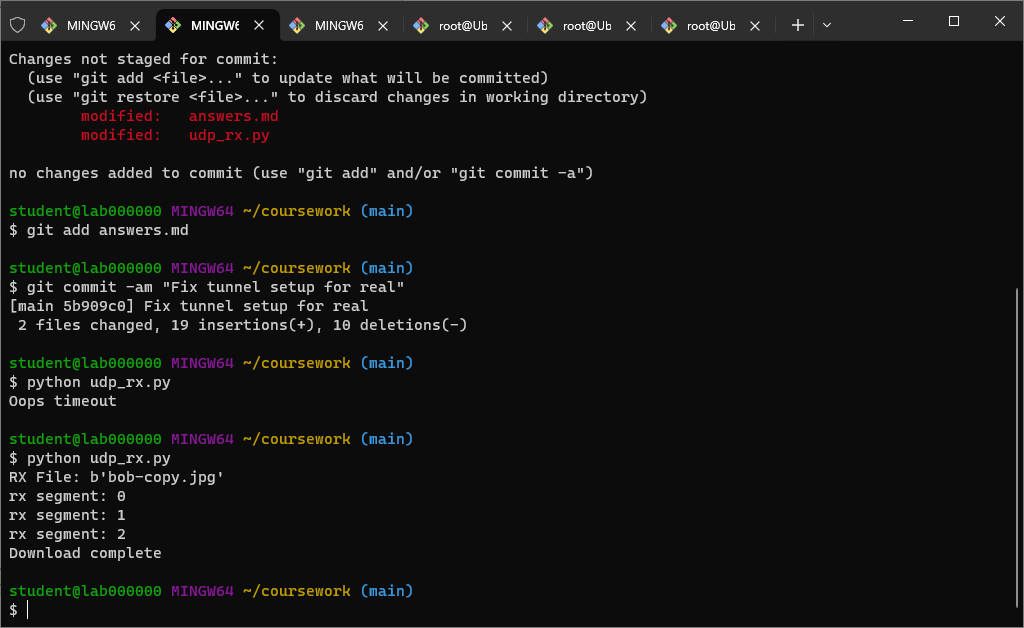 MINGW6 MINGW6 MINGW6 root@Ub root@Ub root@Ub
Changes not staged for commit:
  (use "git add <file>..." to update what will be committed)
  (use "git restore <file>..." to discard changes in working directory)
        modified:   answers.md
        modified:   udp_rx.py

no changes added to commit (use "git add" and/or "git commit -a")

student@lab000000 MINGW64 ~/coursework (main)
$ git add answers.md

student@lab000000 MINGW64 ~/coursework (main)
$ git commit -am "Fix tunnel setup for real"
[main 5b909c0] Fix tunnel setup for real
 2 files changed, 19 insertions(+), 10 deletions(-)

student@lab000000 MINGW64 ~/coursework (main)
$ python udp_rx.py
Oops timeout

student@lab000000 MINGW64 ~/coursework (main)
$ python udp_rx.py
RX File: b'bob-copy.jpg'
rx segment: 0
rx segment: 1
rx segment: 2
Download complete

student@lab000000 MINGW64 ~/coursework (main)
$